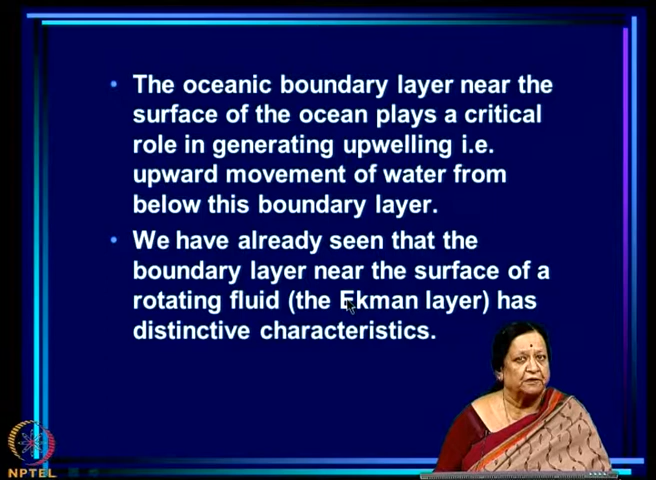 • The oceanic boundary layer near the
surface of the ocean plays a critical
role in generating upwelling i.e.
upward movement of water from
below this boundary layer.
• We have already seen that the
boundary layer near the surface of a
rotating fluid (the Ekman layer) has
distinctive characteristics.
NPTEL